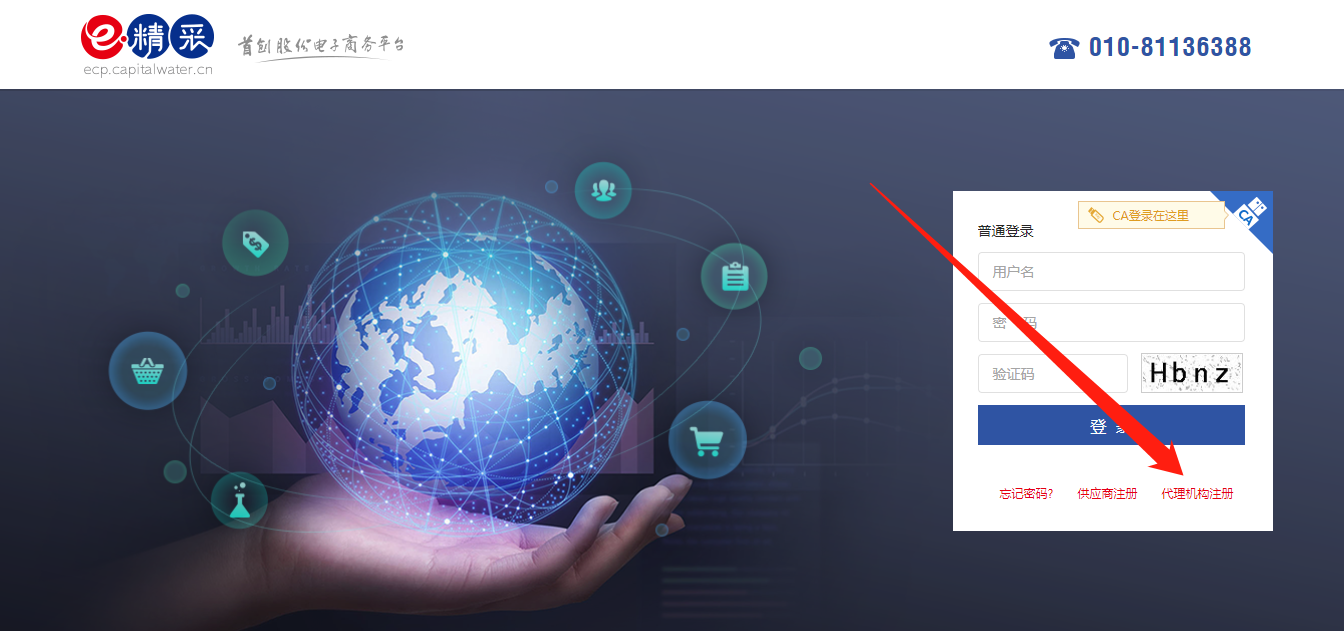 e精采
ecp.capitalwater.cn
首创股份电子商务平台
010-81136388
CA登录在这里
CA
普通登录
用户名
密 码
验证码
Hbnz
登
忘记密码?
供应商注册
代理机构注册